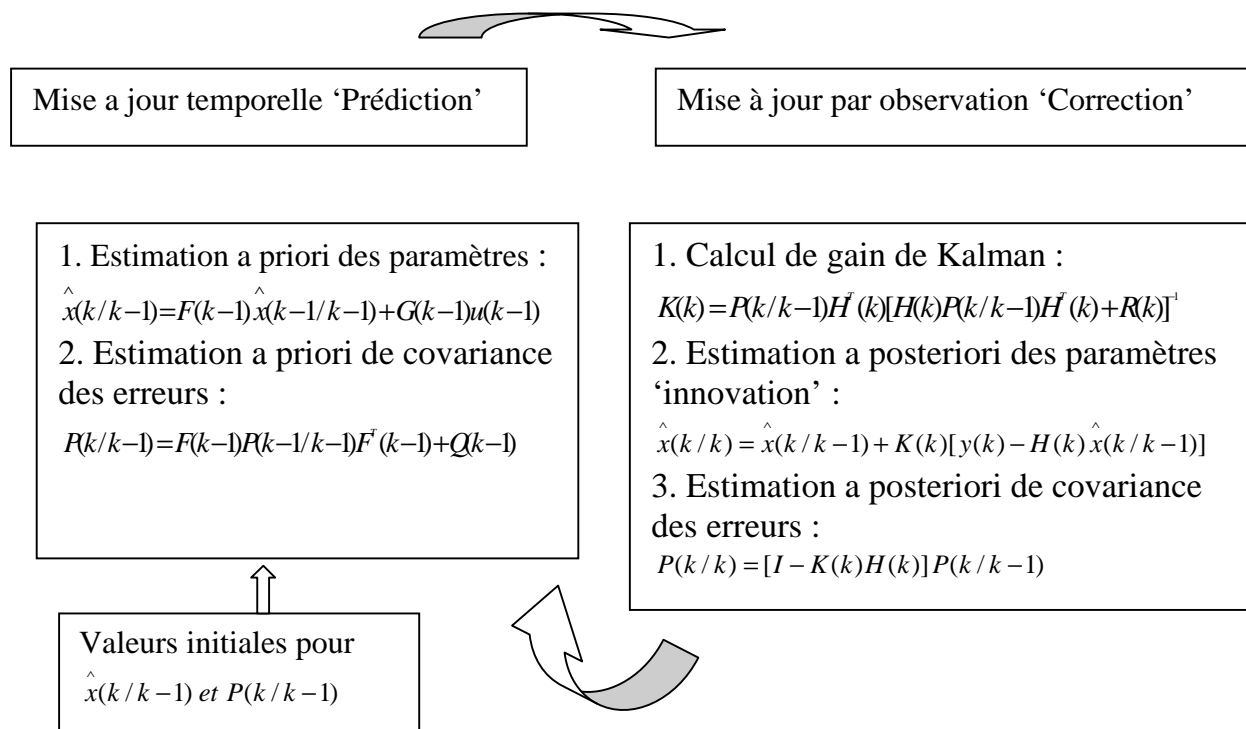 Mise a jour temporelle ‘Prédiction’
Mise à jour par observation ‘Correction’
1. Estimation a priori des paramètres :
x̂(k/k−1)=F(k−1)x̂(k−1/k−1)+G(k−1)u(k−1)
2. Estimation a priori de covariance
des erreurs :
P(k/k−1)=F(k−1)P(k−1/k−1)Fᵀ(k−1)+Q(k−1)
1. Calcul de gain de Kalman :
K(k)=P(k/k−1)Hᵀ(k)[H(k)P(k/k−1)Hᵀ(k)+R(k)]⁻¹
2. Estimation a posteriori des paramètres
‘innovation’ :
x̂(k/k) = x̂(k/k−1) + K(k)[y(k) − H(k)x̂(k/k−1)]
3. Estimation a posteriori de covariance
des erreurs :
P(k/k) = [I − K(k)H(k)]P(k/k−1)
Valeurs initiales pour
x̂(k/k−1) et P(k/k−1)